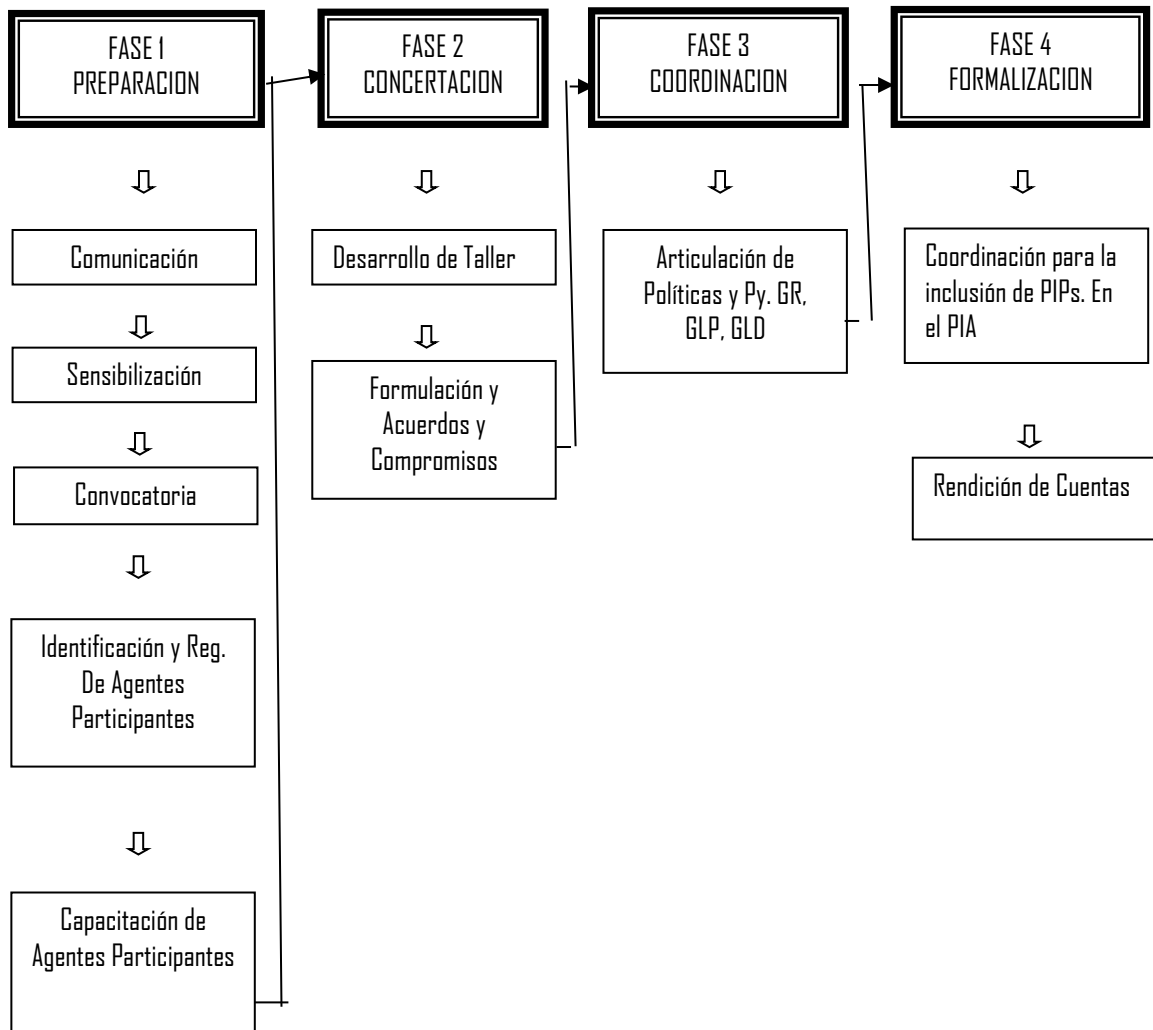 FASE 1
PREPARACION
Comunicación
Sensibilización
Convocatoria
Identificación y Reg.
De Agentes
Participantes
Capacitación de
Agentes Participantes
FASE 2
CONCERTACION
Desarrollo de Taller
Formulación y
Acuerdos y
Compromisos
FASE 3
COORDINACION
Articulación de
Políticas y Py. GR,
GLP, GLD
FASE 4
FORMALIZACION
Coordinación para la
inclusión de PIPs. En
el PIA
Rendición de Cuentas